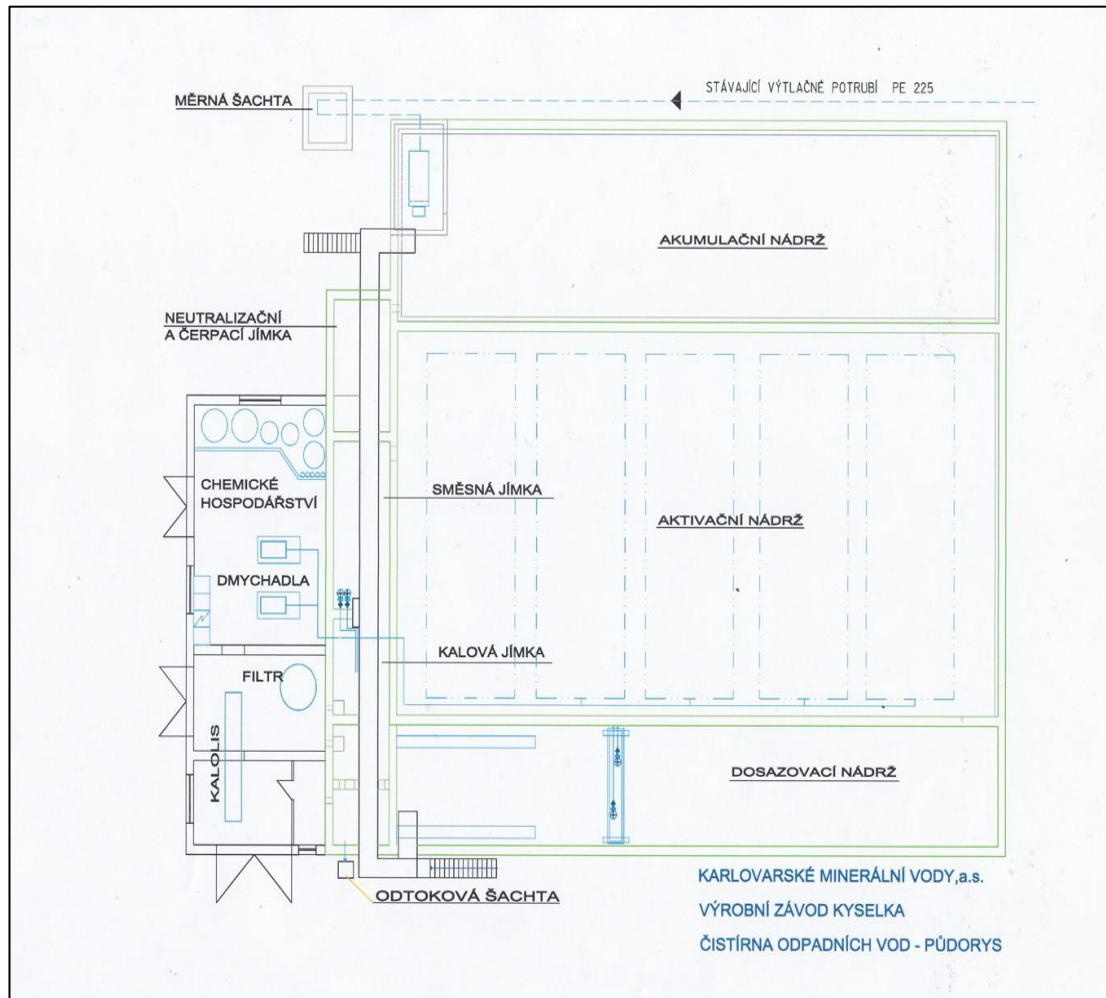 STÁVAJÍCÍ VÝTLAČNÉ POTRUBÍ PE 225
MĚRNÁ ŠACHTA
AKUMULAČNÍ NÁDRŽ
NEUTRALIZAČNÍ
A ČERPACÍ JÍMKA
CHEMICKÉ
HOSPODÁŘSTVÍ
SMĚSNÁ JÍMKA
AKTIVAČNÍ NÁDRŽ
DMYCHADLA
KALOVÁ JÍMKA
FILTR
KALOLIS
DOSAZOVACÍ NÁDRŽ
ODTOKOVÁ ŠACHTA
KARLOVARSKÉ MINERÁLNÍ VODY,a.s.
VÝROBNÍ ZÁVOD KYSELKA
ČISTÍRNA ODPADNÍCH VOD - PŮDORYS